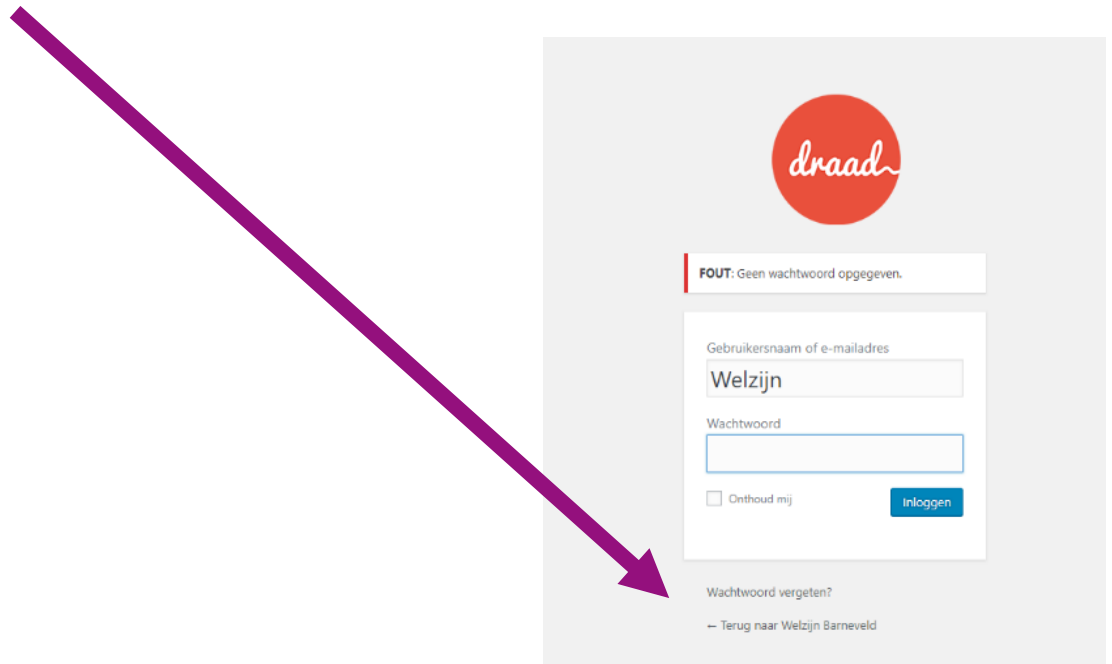 draad
FOUT: Geen wachtwoord opgegeven.
Gebruikersnaam of e-mailadres
Welzijn
Wachtwoord
Onthoud mij
Inloggen
Wachtwoord vergeten?
← Terug naar Welzijn Barneveld